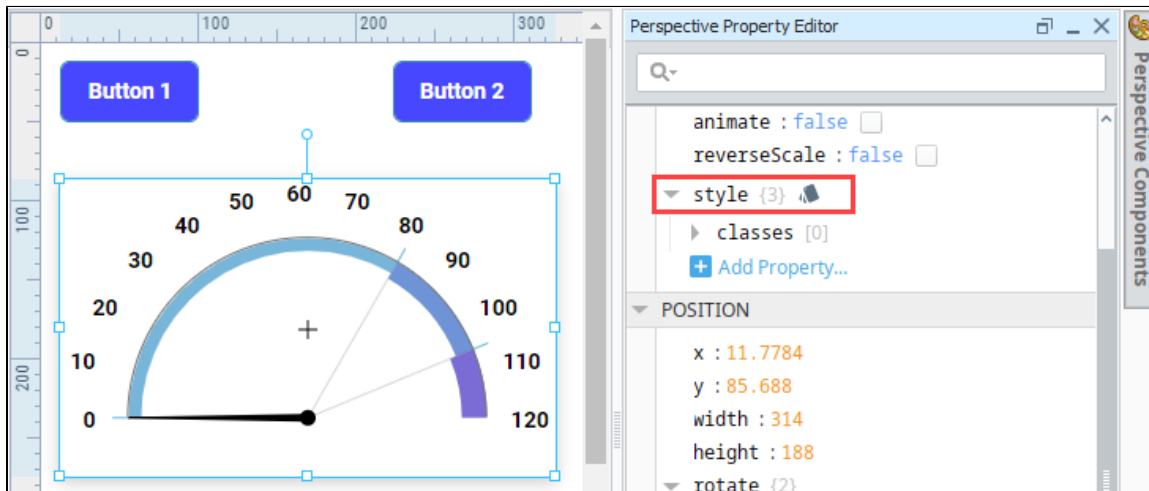 0 100 200 300
0
100
200
Button 1
Button 2
60
50 70
40 80
30 90
20 100
10 110
0 120
Perspective Property Editor
animate : false
reverseScale : false
style {3}
classes [0]
Add Property...
POSITION
x : 11.7784
y : 85.688
width : 314
height : 188
rotate {2}
Perspective Components